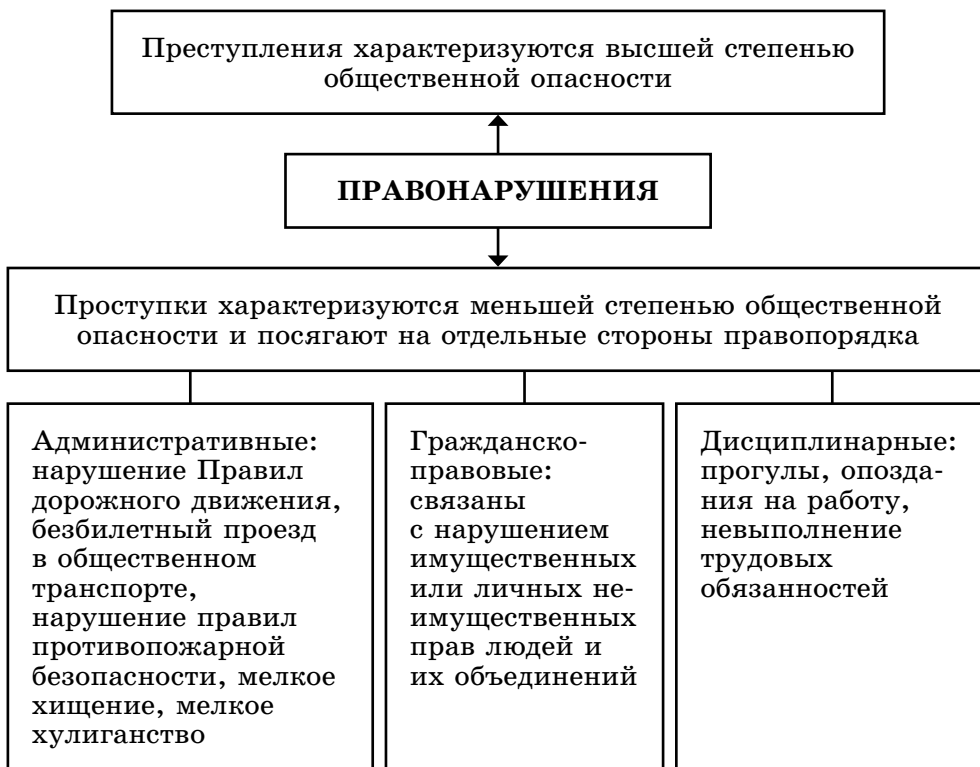 Преступления характеризуются высшей степенью
общественной опасности
ПРАВОНАРУШЕНИЯ
Проступки характеризуются меньшей степенью общественной
опасности и посягают на отдельные стороны правопорядка
Административные:
нарушение Правил
дорожного движения,
безбилетный проезд
в общественном
транспорте,
нарушение правил
противопожарной
безопасности, мелкое
хищение, мелкое
хулиганство
Гражданско-
правовые:
связаны
с нарушением
имущественных
или личных не-
имущественных
прав людей и
их объединений
Дисциплинарные:
прогулы, опозда-
ния на работу,
невыполнение
трудовых
обязанностей